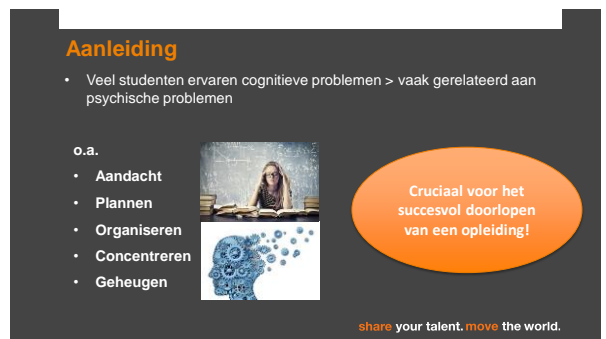 Aanleiding
• Veel studenten ervaren cognitieve problemen > vaak gerelateerd aan
psychische problemen
o.a.
• Aandacht
• Plannen
• Organiseren
• Concentreren
• Geheugen
Cruciaal voor het
succesvol doorlopen
van een opleiding!
share your talent. move the world.